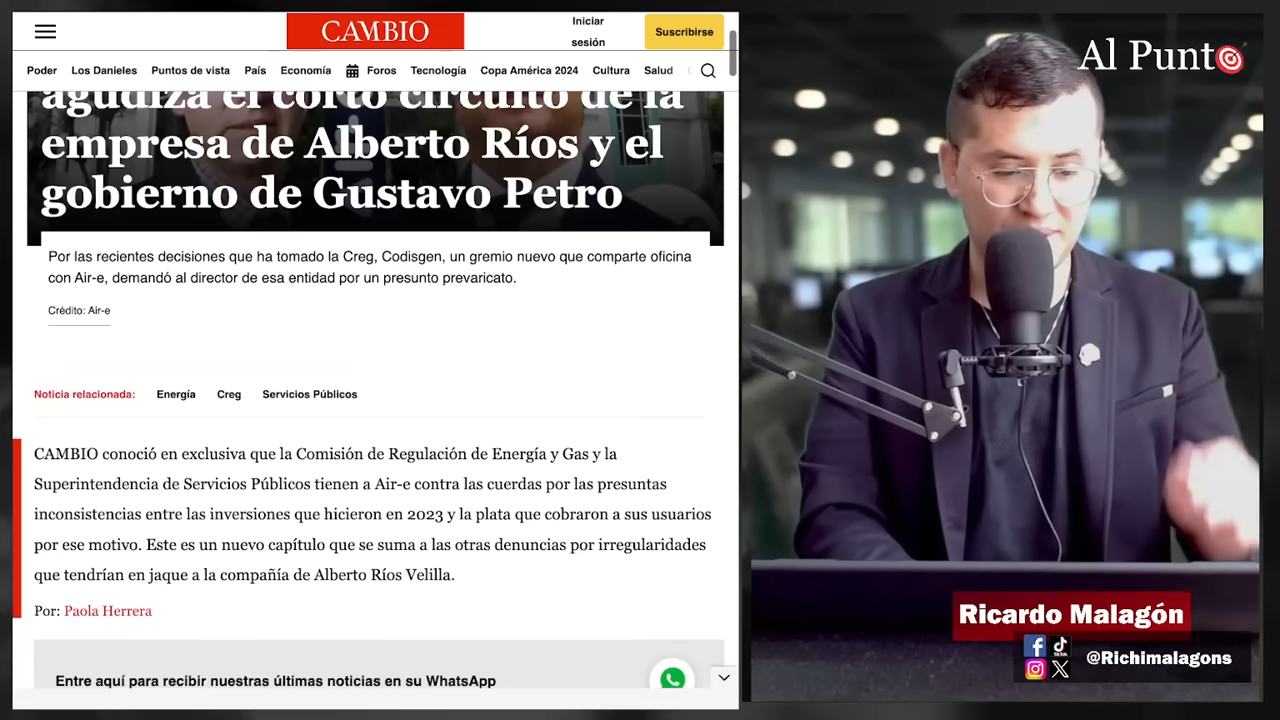 CAMBIO
Iniciar
sesión
Suscribirse
Poder Los Danieles Puntos de vista País Economía Foros Tecnología Copa América 2024 Cultura Salud
agudiza el corto circuito de la
empresa de Alberto Ríos y el
gobierno de Gustavo Petro
Por las recientes decisiones que ha tomado la Creg, Codisgen, un gremio nuevo que comparte oficina
con Air-e, demandó al director de esa entidad por un presunto prevaricato.
Crédito: Air-e
Noticia relacionada: Energía Creg Servicios Públicos
CAMBIO conoció en exclusiva que la Comisión de Regulación de Energía y Gas y la
Superintendencia de Servicios Públicos tienen a Air-e contra las cuerdas por las presuntas
inconsistencias entre las inversiones que hicieron en 2023 y la plata que cobraron a sus usuarios
por ese motivo. Este es un nuevo capítulo que se suma a las otras denuncias por irregularidades
que tendrían en jaque a la compañía de Alberto Ríos Velilla.
Por: Paola Herrera
Entre aquí para recibir nuestras últimas noticias en su WhatsApp
Al Punto
Ricardo Malagón
@Richimalagons